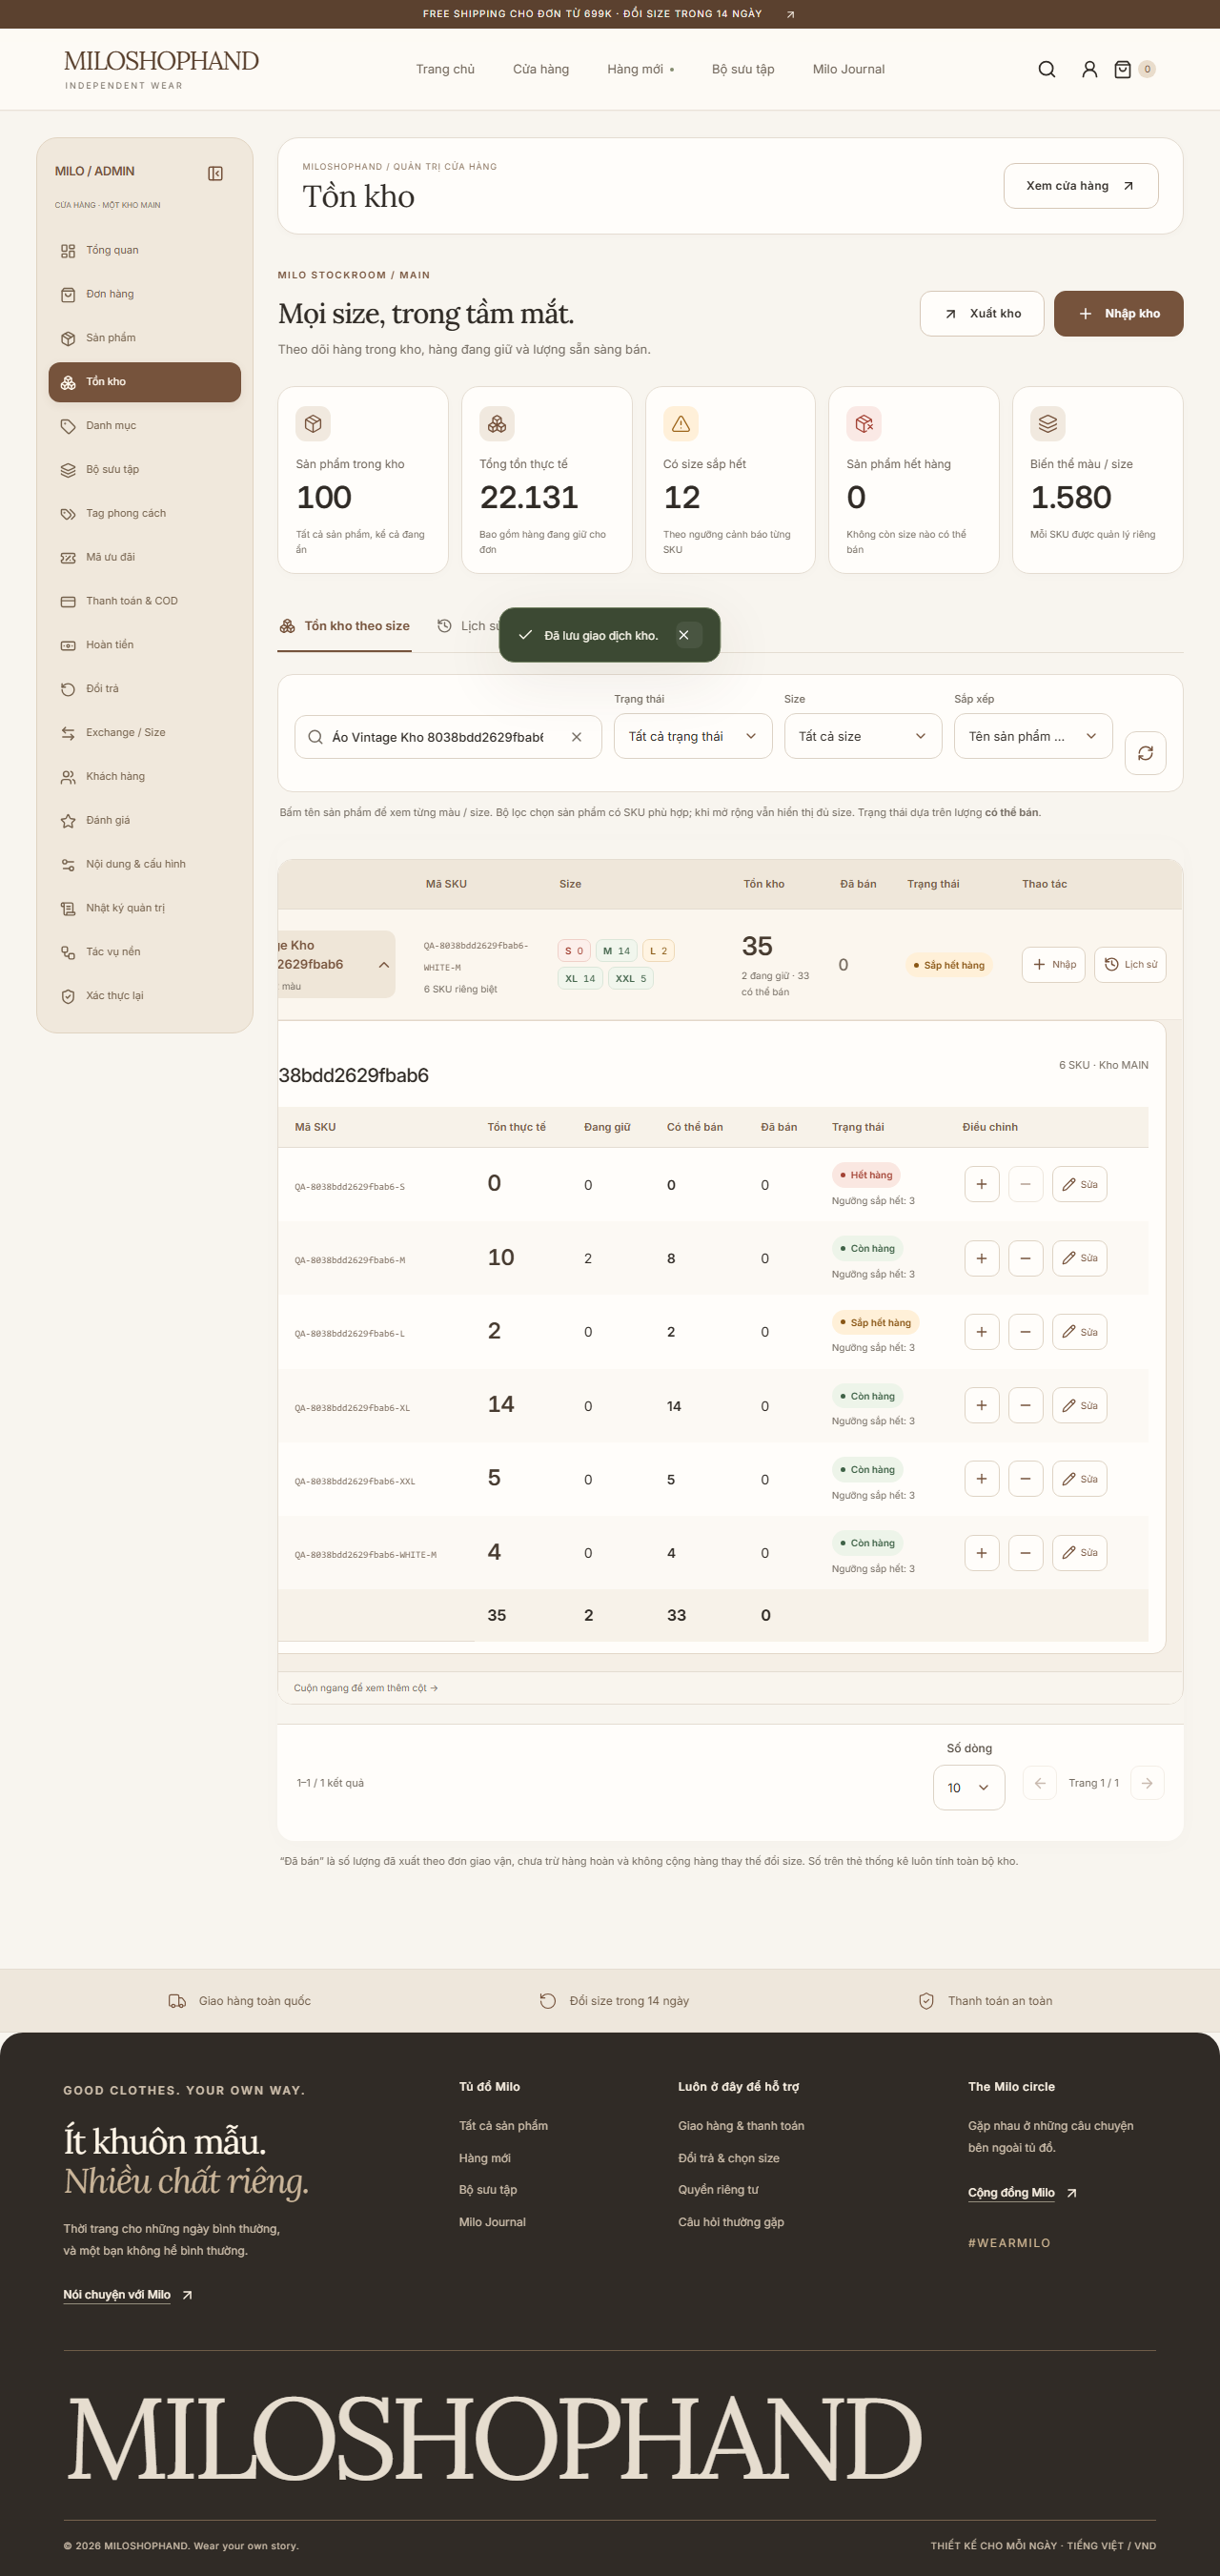 FREE SHIPPING CHO ĐƠN TỪ 699K · ĐỔI SIZE TRONG 14 NGÀY
MILOSHOPHAND
INDEPENDENT WEAR
Trang chủ
Cửa hàng
Hàng mới
Bộ sưu tập
Milo Journal
0
MILO / ADMIN
CỬA HÀNG · MỘT KHO MAIN
Tổng quan
Đơn hàng
Sản phẩm
Tồn kho
Danh mục
Bộ sưu tập
Tag phong cách
Mã ưu đãi
Thanh toán & COD
Hoàn tiền
Đổi trả
Exchange / Size
Khách hàng
Đánh giá
Nội dung & cấu hình
Nhật ký quản trị
Tác vụ nền
Xác thực lại
MILOSHOPHAND / QUẢN TRỊ CỬA HÀNG
Tồn kho
Xem cửa hàng
MILO STOCKROOM / MAIN
Mọi size, trong tầm mắt.
Theo dõi hàng trong kho, hàng đang giữ và lượng sẵn sàng bán.
Xuất kho
Nhập kho
Sản phẩm trong kho
100
Tất cả sản phẩm, kể cả đang
ẩn
Tổng tồn thực tế
22.131
Bao gồm hàng đang giữ cho
đơn
Có size sắp hết
12
Theo ngưỡng cảnh báo từng
SKU
Sản phẩm hết hàng
0
Không còn size nào có thể
bán
Biến thể màu / size
1.580
Mỗi SKU được quản lý riêng
Tồn kho theo size
Lịch sử
Đã lưu giao dịch kho.
Áo Vintage Kho 8038bdd2629fbab6
Trạng thái
Tất cả trạng thái
Size
Tất cả size
Sắp xếp
Tên sản phẩm ...
Bấm tên sản phẩm để xem từng màu / size. Bộ lọc chọn sản phẩm có SKU phù hợp; khi mở rộng vẫn hiển thị đủ size. Trạng thái dựa trên lượng có thể bán.
Mã SKU
Size
Tồn kho
Đã bán
Trạng thái
Thao tác
ge Kho
2629fbab6
màu
QA-8038bdd2629fbab6-
WHITE-M
6 SKU riêng biệt
S 0
M 14
L 2
XL 14
XXL 5
35
2 đang giữ · 33
có thể bán
0
Sắp hết hàng
Nhập
Lịch sử
38bdd2629fbab6
6 SKU · Kho MAIN
Mã SKU
Tồn thực tế
Đang giữ
Có thể bán
Đã bán
Trạng thái
Điều chỉnh
QA-8038bdd2629fbab6-S
0
0
0
0
Hết hàng
Ngưỡng sắp hết: 3
Sửa
QA-8038bdd2629fbab6-M
10
2
8
0
Còn hàng
Ngưỡng sắp hết: 3
Sửa
QA-8038bdd2629fbab6-L
2
0
2
0
Sắp hết hàng
Ngưỡng sắp hết: 3
Sửa
QA-8038bdd2629fbab6-XL
14
0
14
0
Còn hàng
Ngưỡng sắp hết: 3
Sửa
QA-8038bdd2629fbab6-XXL
5
0
5
0
Còn hàng
Ngưỡng sắp hết: 3
Sửa
QA-8038bdd2629fbab6-WHITE-M
4
0
4
0
Còn hàng
Ngưỡng sắp hết: 3
Sửa
35
2
33
0
Cuộn ngang để xem thêm cột →
1–1 / 1 kết quả
Số dòng
10
Trang 1 / 1
“Đã bán” là số lượng đã xuất theo đơn giao vận, chưa trừ hàng hoàn và không cộng hàng thay thế đổi size. Số trên thẻ thống kê luôn tính toàn bộ kho.
Giao hàng toàn quốc
Đổi size trong 14 ngày
Thanh toán an toàn
GOOD CLOTHES. YOUR OWN WAY.
Ít khuôn mẫu.
Nhiều chất riêng.
Thời trang cho những ngày bình thường,
và một bạn không hề bình thường.
Nói chuyện với Milo
Tủ đồ Milo
Tất cả sản phẩm
Hàng mới
Bộ sưu tập
Milo Journal
Luôn ở đây để hỗ trợ
Giao hàng & thanh toán
Đổi trả & chọn size
Quyền riêng tư
Câu hỏi thường gặp
The Milo circle
Gặp nhau ở những câu chuyện
bên ngoài tủ đồ.
Cộng đồng Milo
#WEARMILO
MILOSHOPHAND
© 2026 MILOSHOPHAND. Wear your own story.
THIẾT KẾ CHO MỖI NGÀY · TIẾNG VIỆT / VND